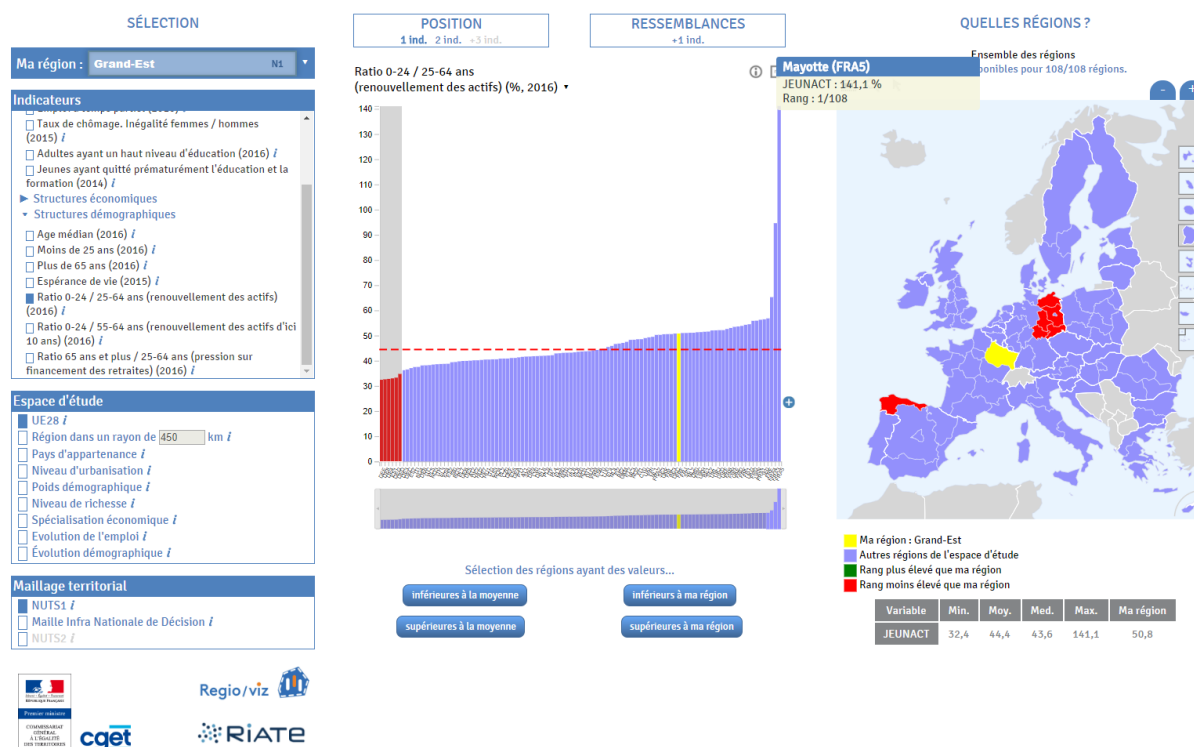 SÉLECTION
Ma région :
Grand-Est
N1
Indicateurs
Taux de chômage. Inégalité femmes / hommes
(2015) i
Adultes ayant un haut niveau d'éducation (2016) i
Jeunes ayant quitté prématurément l'éducation et la
formation (2014) i
Structures économiques
Structures démographiques
Age médian (2016) i
Moins de 25 ans (2016) i
Plus de 65 ans (2016) i
Espérance de vie (2015) i
Ratio 0-24 / 25-64 ans (renouvellement des actifs)
(2016) i
Ratio 0-24 / 55-64 ans (renouvellement des actifs d'ici
10 ans) (2016) i
Ratio 65 ans et plus / 25-64 ans (pression sur
financement des retraites) (2016) i
Espace d'étude
UE28 i
Région dans un rayon de 450 km i
Pays d'appartenance i
Niveau d'urbanisation i
Poids démographique i
Niveau de richesse i
Spécialisation économique i
Evolution de l'emploi i
Évolution démographique i
Maillage territorial
NUTS1 i
Maille Infra Nationale de Décision i
NUTS2 i
Premier ministre
COMMISSARIAT
GÉNÉRAL
À L'ÉGALITÉ
DES TERRITOIRES
cget
Regio/viz
RIATE
POSITION
1 ind. 2 ind. +3 ind.
RESSEMBLANCES
+1 ind.
Ratio 0-24 / 25-64 ans
(renouvellement des actifs) (%, 2016)
140
130
120
110
100
90
80
70
60
50
40
30
20
10
0
Sélection des régions ayant des valeurs...
inférieures à la moyenne
inférieurs à ma région
supérieures à la moyenne
supérieures à ma région
QUELLES RÉGIONS ?
Ensemble des régions
pour 108/108 régions.
Mayotte (FRA5)
JEUNACT : 141,1 %
Rang : 1/108
-
+
Ma région : Grand-Est
Autres régions de l'espace d'étude
Rang plus élevé que ma région
Rang moins élevé que ma région
Variable Min. Moy. Med. Max. Ma région
JEUNACT 32,4 44,4 43,6 141,1 50,8